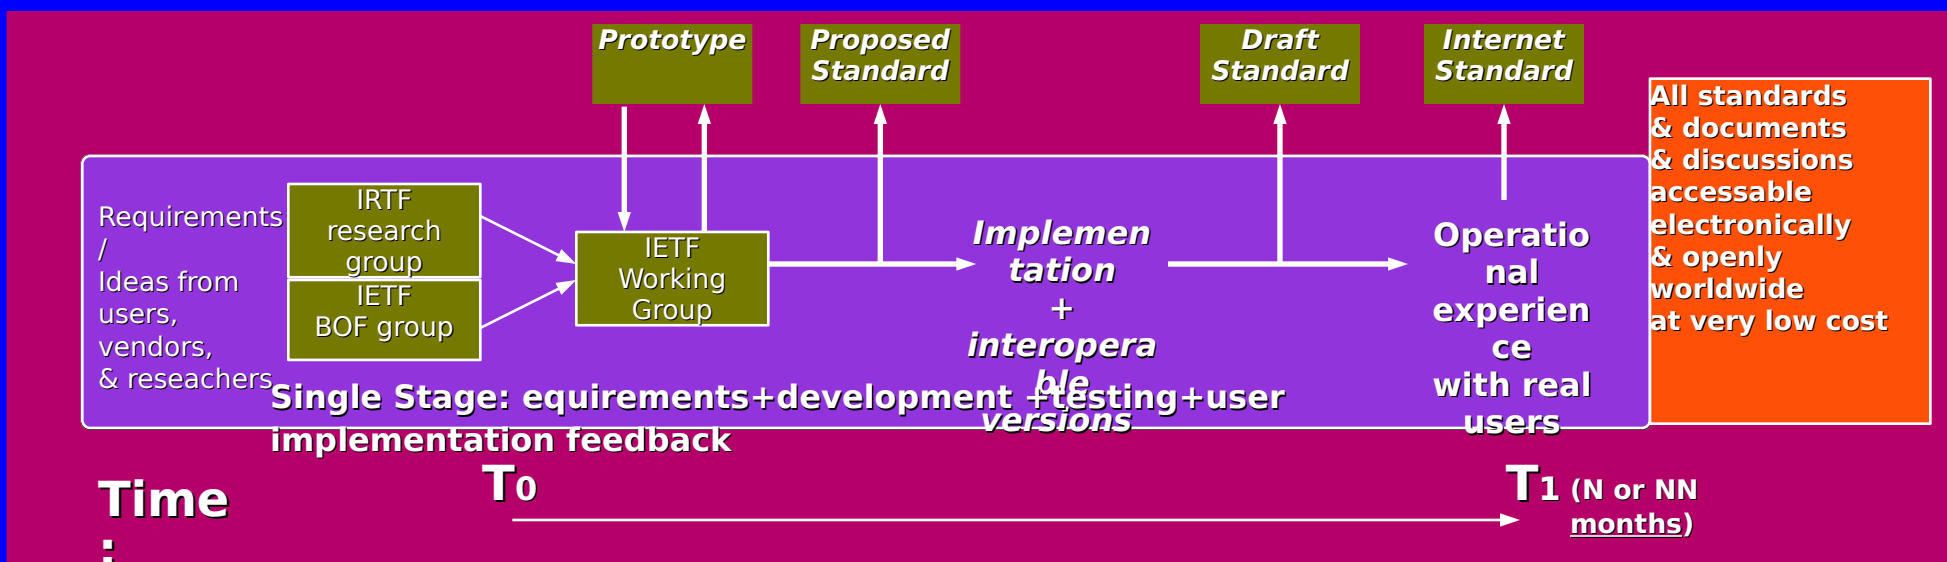 Prototype
Proposed
Standard
Draft
Standard
Internet
Standard
All standards
& documents
& discussions
accessable
electronically
& openly
worldwide
at very low cost
Requirements
/
Ideas from
users,
vendors,
& reseachers
IRTF
research
group
IETF
BOF group
IETF
Working
Group
Implemen
tation
+
interopera
ble
versions
Operatio
nal
experien
ce
with real
users
Single Stage: equirements+development +testing+user
implementation feedback
Time
:
T0
T1 (N or NN
months)